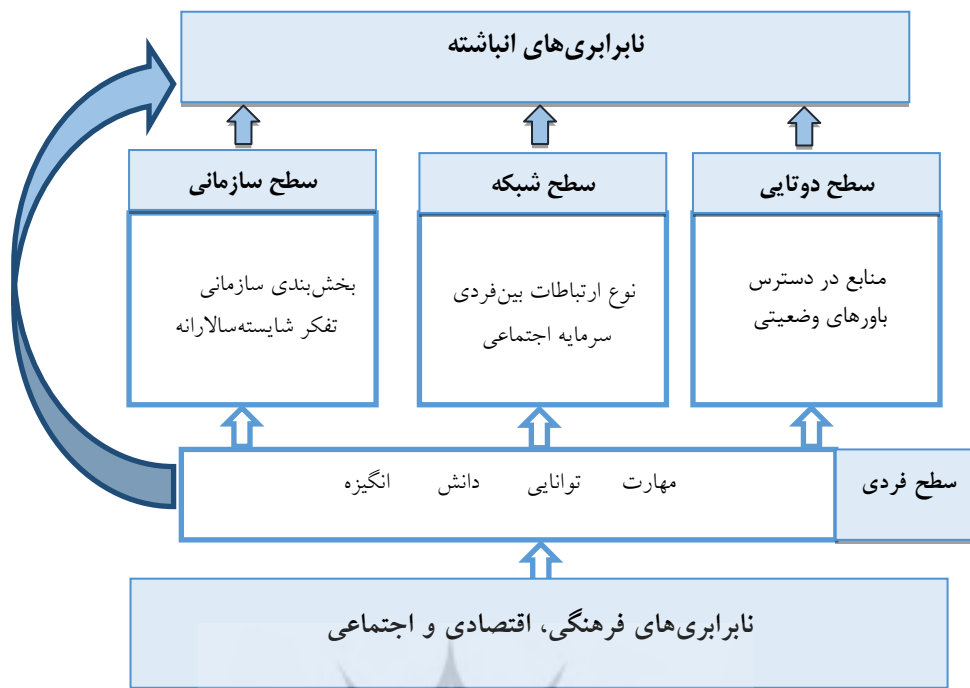 نابرابری‌های انباشته
سطح دوتایی
منابع در دسترس
باورهای وضعیتی
سطح شبکه
نوع ارتباطات بین‌فردی
سرمایه اجتماعی
سطح سازمانی
بخش‌بندی سازمانی
تفکر شایسته‌سالارانه
سطح فردی
مهارت توانایی دانش انگیزه
نابرابری‌های فرهنگی، اقتصادی و اجتماعی